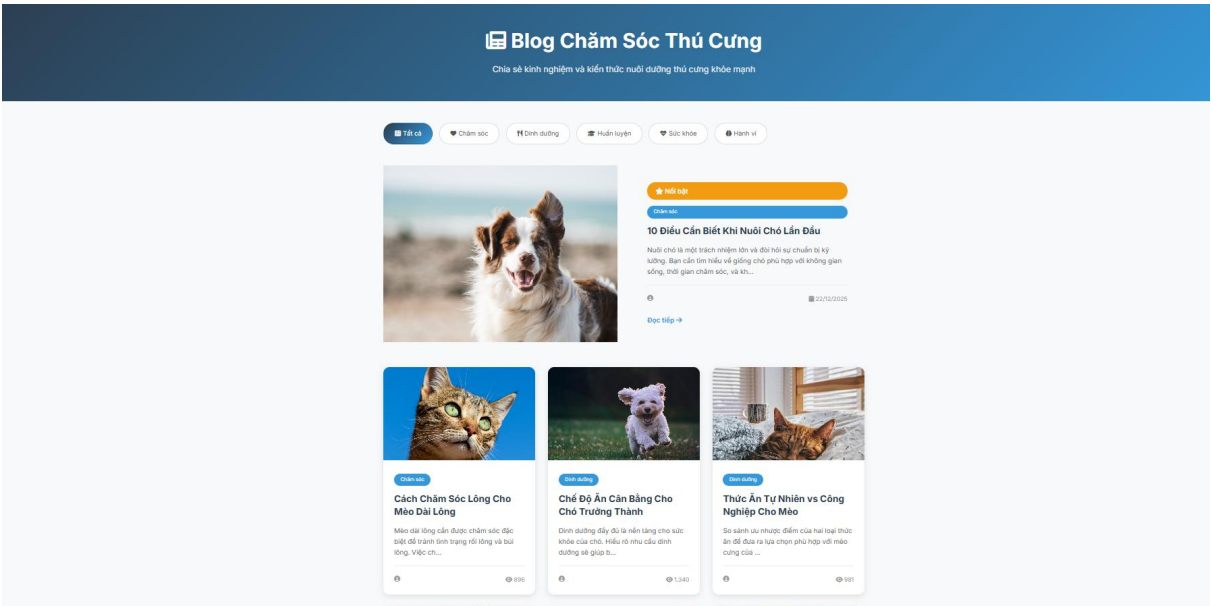 Blog Chăm Sóc Thú Cưng
Chia sẻ kinh nghiệm và kiến thức nuôi dưỡng thú cưng khỏe mạnh
Tất cả
Chăm sóc
Dinh dưỡng
Huấn luyện
Sức khỏe
Hành vi
Nổi bật
Chăm sóc
10 Điều Cần Biết Khi Nuôi Chó Lần Đầu
Nuôi chó là một trách nhiệm lớn và đòi hỏi sự chuẩn bị kỹ
lưỡng. Bạn cần tìm hiểu về giống chó phù hợp với không gian
sống, thời gian chăm sóc, và kh...
22/12/2025
Đọc tiếp →
Chăm sóc
Cách Chăm Sóc Lông Cho
Mèo Dài Lông
Mèo dài lông cần được chăm sóc đặc
biệt để tránh tình trạng rối lông và búi
lông. Việc ch...
896
Dinh dưỡng
Chế Độ Ăn Cân Bằng Cho
Chó Trưởng Thành
Dinh dưỡng đầy đủ là nền tảng cho sức
khỏe của chó. Hiểu rõ nhu cầu dinh
dưỡng sẽ giúp b...
1,340
Dinh dưỡng
Thức Ăn Tự Nhiên vs Công
Nghiệp Cho Mèo
So sánh ưu nhược điểm của hai loại thức
ăn để đưa ra lựa chọn phù hợp với mèo
cưng của ...
981